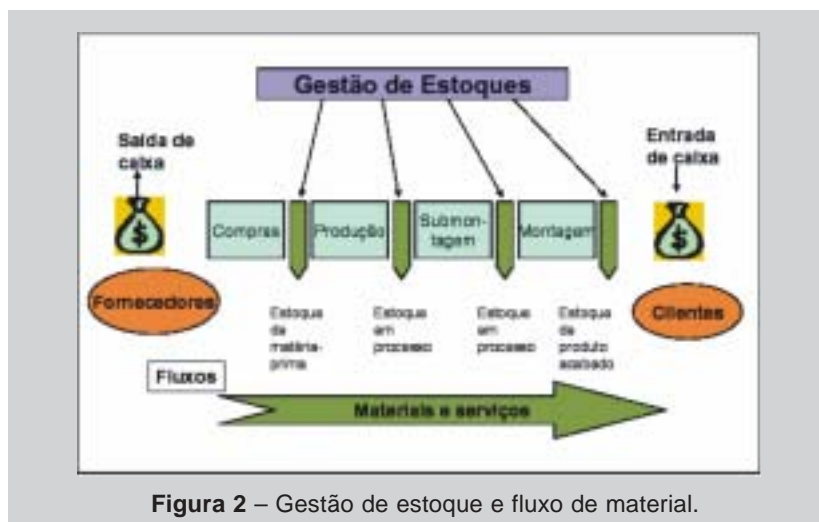 Gestão de Estoques
Saída de
caixa
Entrada
de caixa
$
$
Compras
Produção
Submon-
tagem
Montagem
Fornecedores
Clientes
Estoque
de
matéria-
prima
Estoque
em
processo
Estoque
em
processo
Estoque
de
produto
acabado
Fluxos
Materiais e serviços
Figura 2 – Gestão de estoque e fluxo de material.